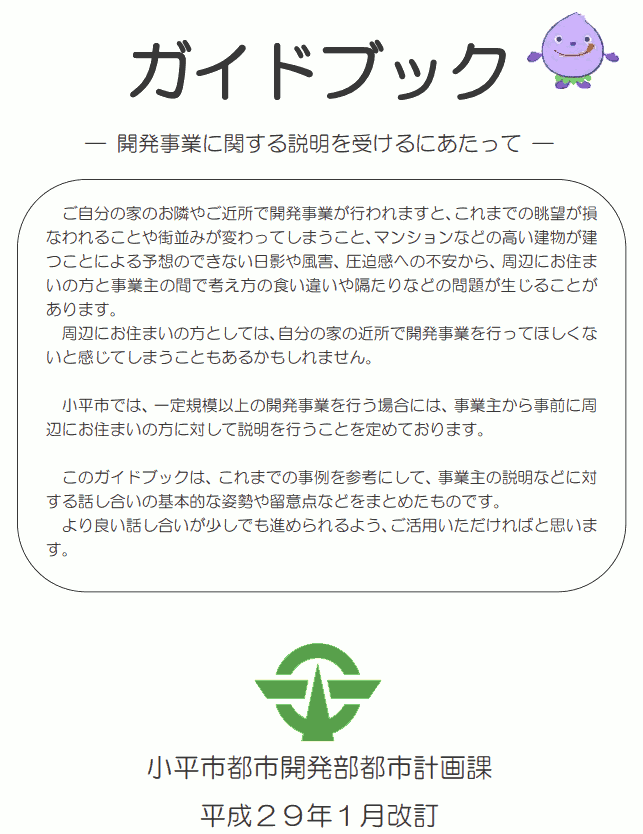 ガイドブック
― 開発事業に関する説明を受けるにあたって ―
　ご自分の家のお隣やご近所で開発事業が行われますと、これまでの眺望が損
なわれることや街並みが変わってしまうこと、マンションなどの高い建物が建
つことによる予想のできない日影や風害、圧迫感への不安から、周辺にお住ま
いの方と事業主の間で考え方の食い違いや隔たりなどの問題が生じることが
あります。
　周辺にお住まいの方としては、自分の家の近所で開発事業を行ってほしくな
いと感じてしまうこともあるかもしれません。
　小平市では、一定規模以上の開発事業を行う場合には、事業主から事前に周
辺にお住まいの方に対して説明を行うことを定めております。
　このガイドブックは、これまでの事例を参考にして、事業主の説明などに対
する話し合いの基本的な姿勢や留意点などをまとめたものです。
　より良い話し合いが少しでも進められるよう、ご活用いただければと思いま
す。
小平市都市開発部都市計画課
平成２９年１月改訂